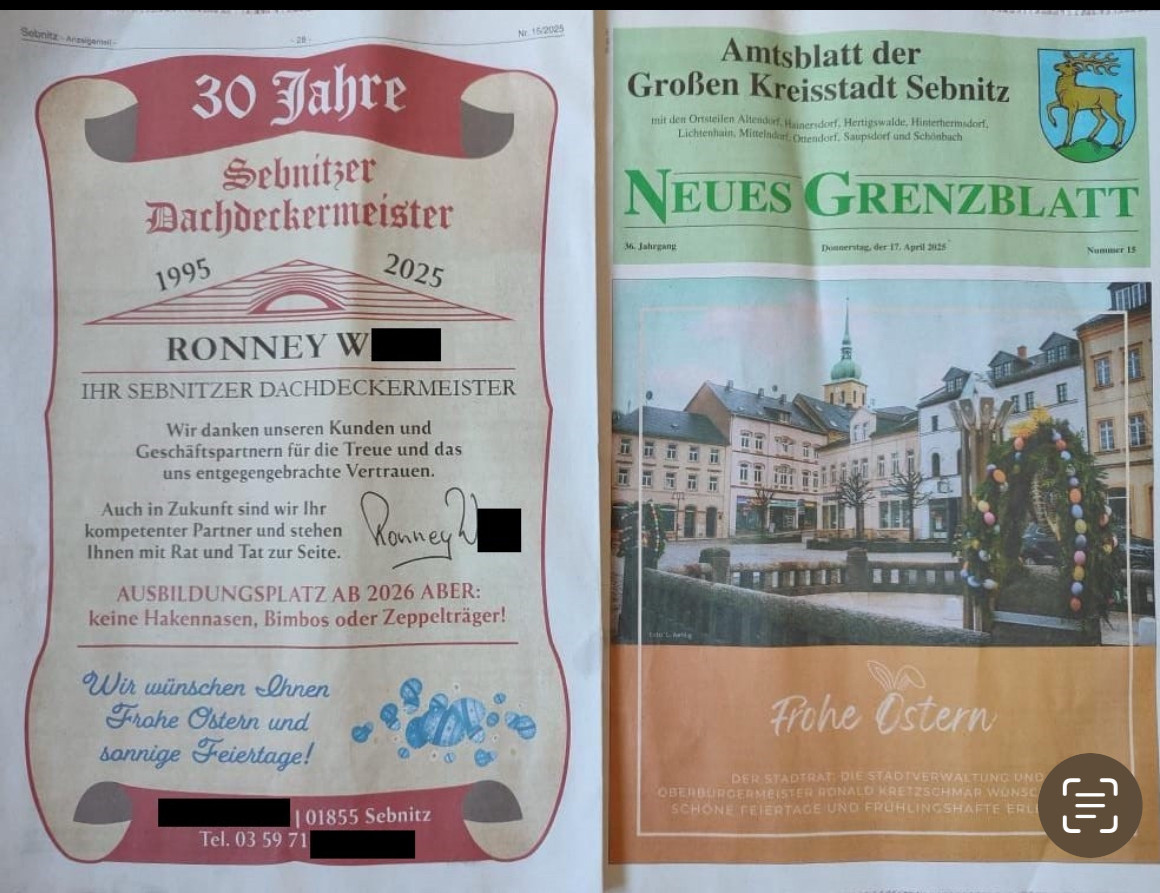 Sebnitz - Anzeigenteil -
- 28 -
Nr. 15/2025
30 Jahre
Sebnitzer
Dachdeckermeister
1995
2025
RONNEY W
IHR SEBNITZER DACHDECKERMEISTER
Wir danken unseren Kunden und
Geschäftspartnern für die Treue und das
uns entgegengebrachte Vertrauen.
Auch in Zukunft sind wir Ihr
kompetenter Partner und stehen
Ihnen mit Rat und Tat zur Seite.
Ronney W
AUSBILDUNGSPLATZ AB 2026 ABER:
keine Hakennasen, Bimbos oder Zeppelträger!
Wir wünschen Ihnen
Frohe Ostern und
sonnige Feiertage!
| 01855 Sebnitz
Tel. 03 59 71
Amtsblatt der
Großen Kreisstadt Sebnitz
mit den Ortsteilen Altendorf, Hainersdorf, Hertigswalde, Hinterhermsdorf,
Lichtenhain, Mittelndorf, Ottendorf, Saupsdorf und Schönbach
NEUES GRENZBLATT
36. Jahrgang
Donnerstag, der 17. April 2025
Nummer 15
Frohe Ostern
DER STADTRAT, DIE STADTVERWALTUNG UND
OBERBÜRGERMEISTER RONALD KRETZSCHMAR WÜNSC
SCHÖNE FEIERTAGE UND FRÜHLINGSHAFTE ERL